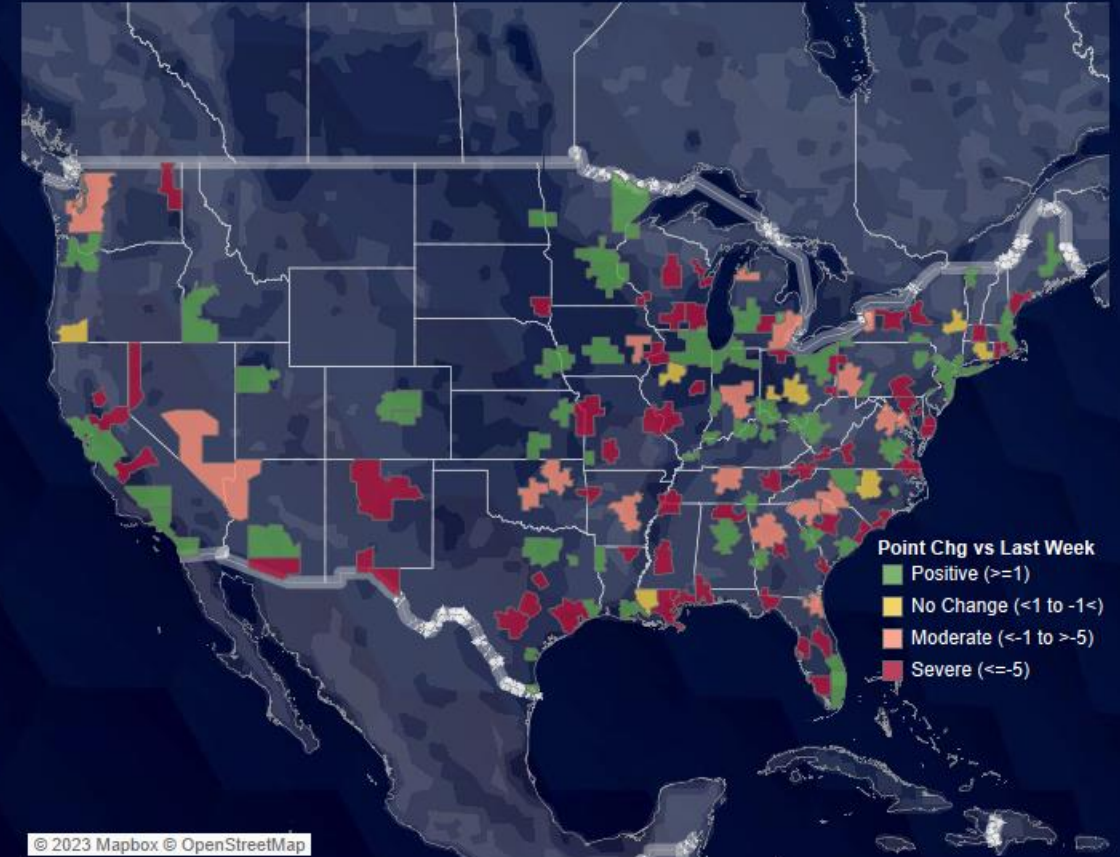 Point Chg vs Last Week
Positive (>=1)
No Change (<1 to -1<)
Moderate (<-1 to >-5)
Severe (<=-5)
© 2023 Mapbox © OpenStreetMap